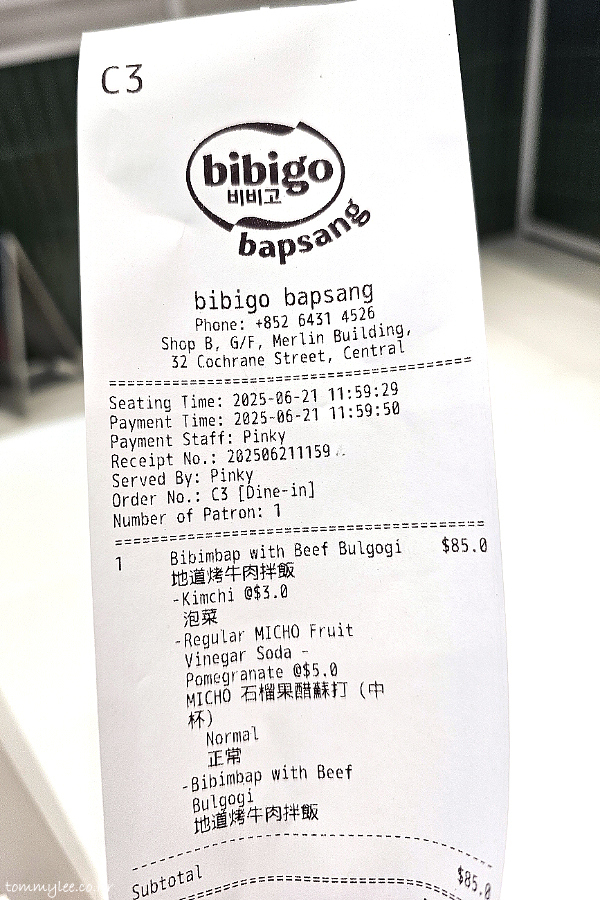 C3
bibigo
비비고
bapsang
bibigo bapsang
Phone: +852 6431 4526
Shop B, G/F, Merlin Building,
32 Cochrane Street, Central
Seating Time: 2025-06-21 11:59:29
Payment Time: 2025-06-21 11:59:50
Payment Staff: Pinky
Receipt No.: 202506211159
Served By: Pinky
Order No.: C3 [Dine-in]
Number of Patron: 1
1 Bibimbap with Beef Bulgogi $85.0
地道烤牛肉拌飯
-Kimchi @$3.0
泡菜
-Regular MICHO Fruit
Vinegar Soda -
Pomegranate @$5.0
MICHO 石榴果醋蘇打 (中
杯)
Normal
正常
-Bibimbap with Beef
Bulgogi
地道烤牛肉拌飯
Subtotal $85.0